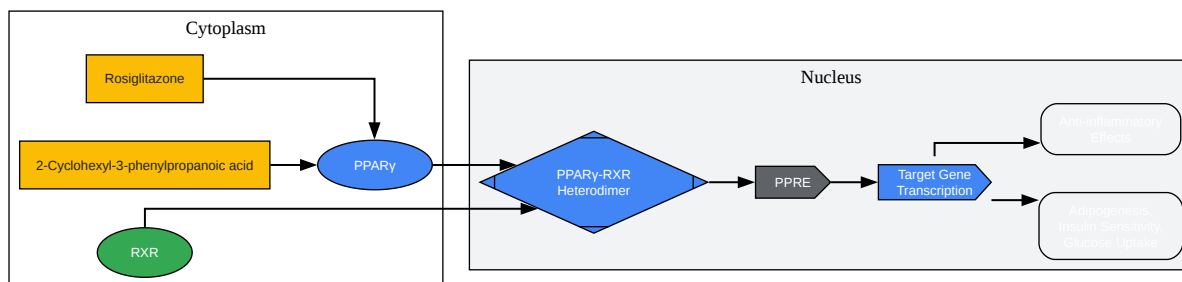 Cytoplasm
Rosiglitazone
2-Cyclohexyl-3-phenylpropanoic acid
PPARγ
RXR
Nucleus
PPARγ-RXR
Heterodimer
PPRE
Target Gene
Transcription
Anti-inflammatory
Effects
Adipogenesis,
Insulin Sensitivity,
Glucose Uptake